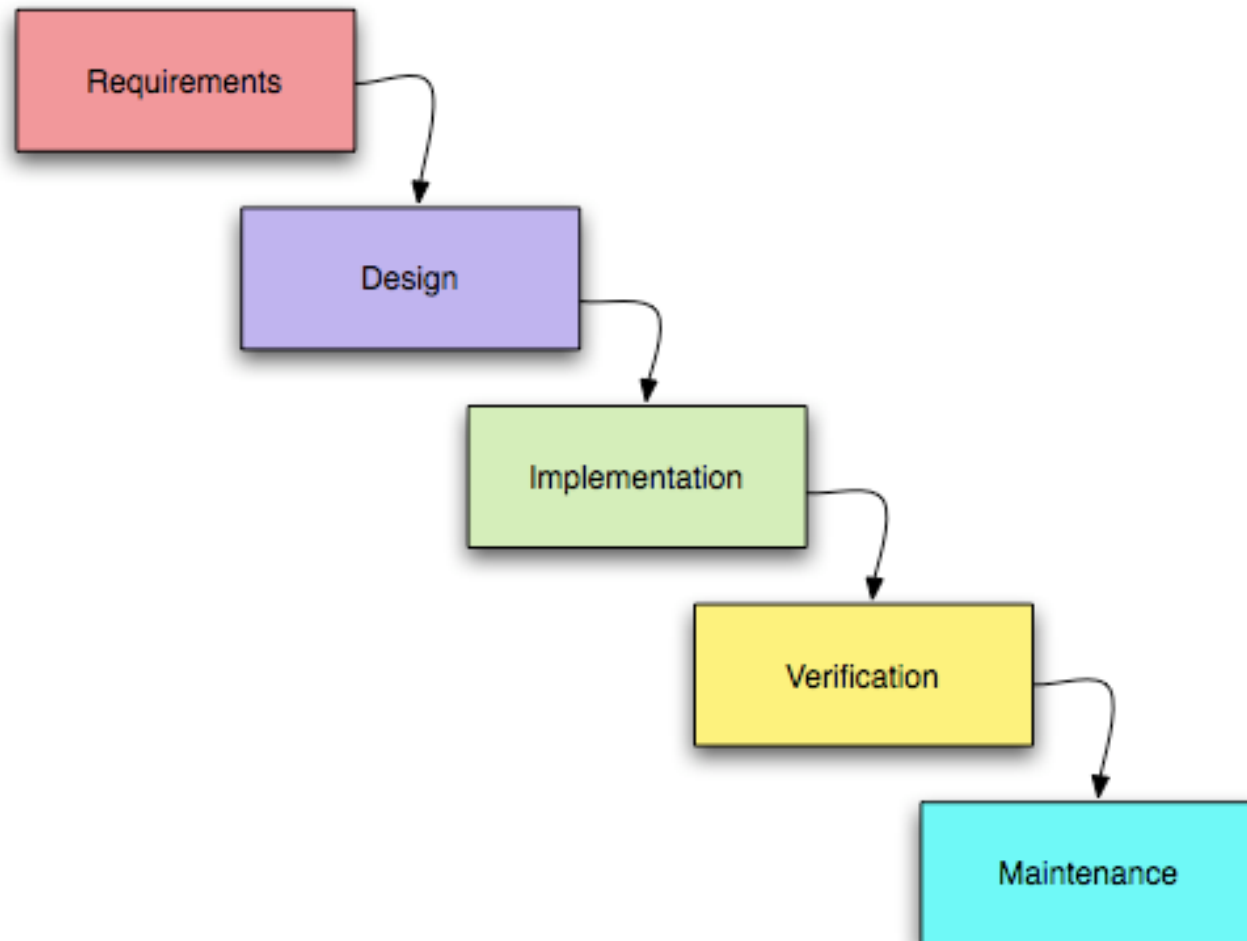 Requirements
Design
Implementation
Verification
Maintenance